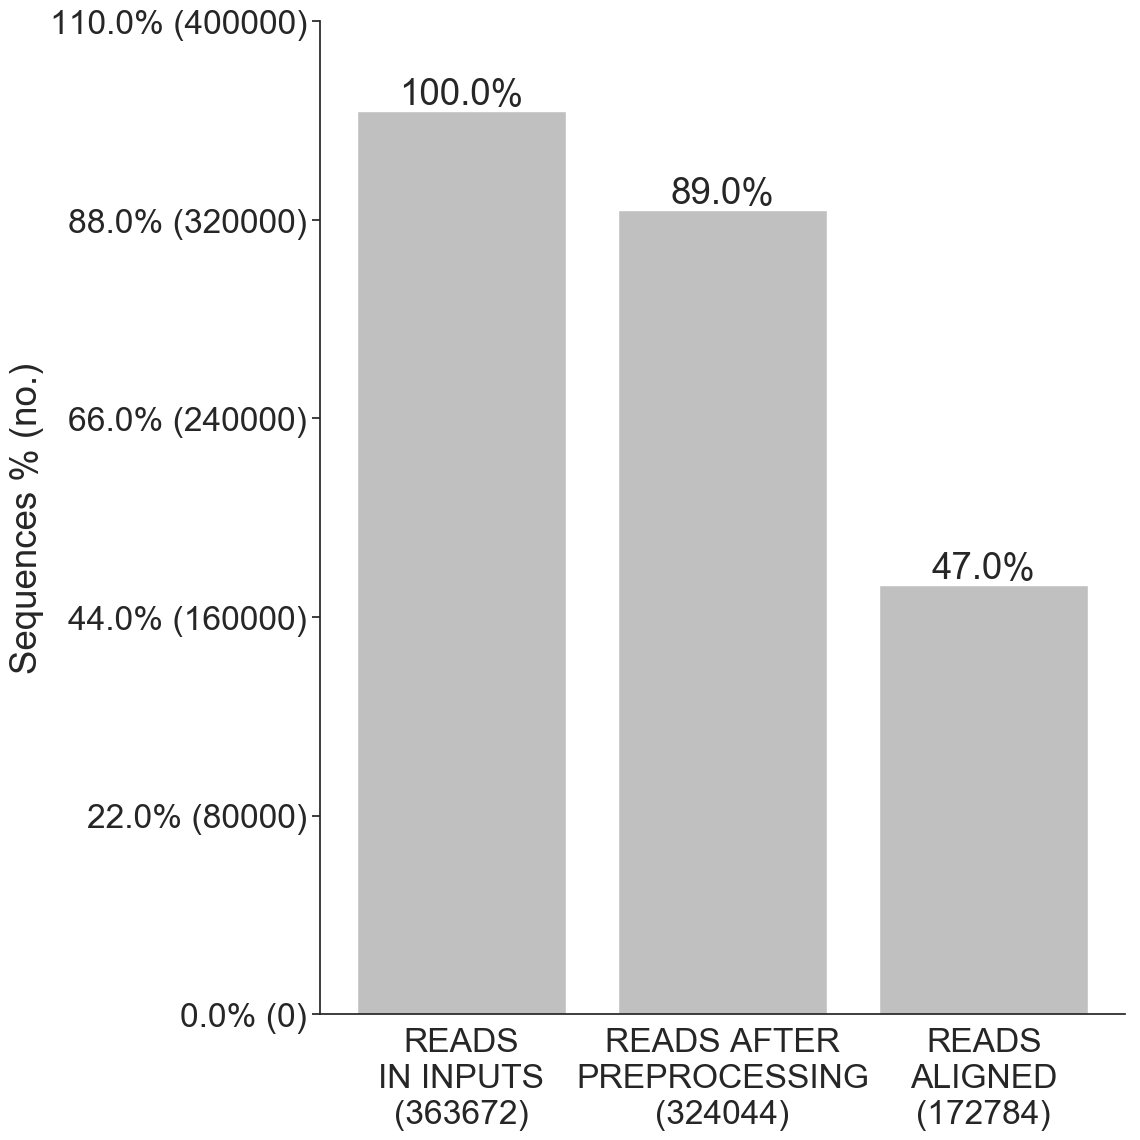 Sequences % (no.)
110.0% (400000)
88.0% (320000)
66.0% (240000)
44.0% (160000)
22.0% (80000)
0.0% (0)
100.0%
89.0%
47.0%
READS
IN INPUTS
(363672)
READS AFTER
PREPROCESSING
(324044)
READS
ALIGNED
(172784)